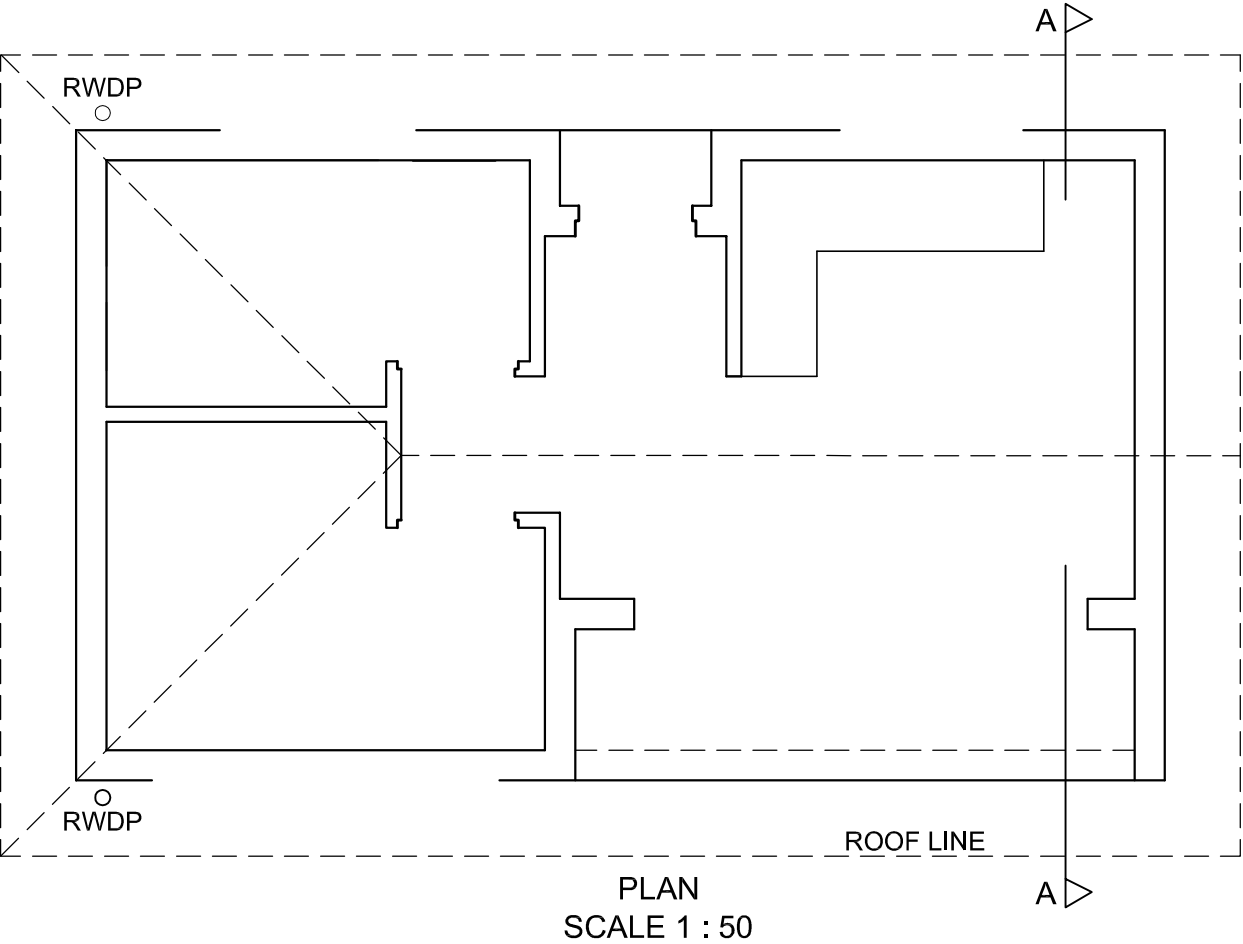 A
RWDP
RWDP
ROOF LINE
PLAN
A
SCALE 1 : 50